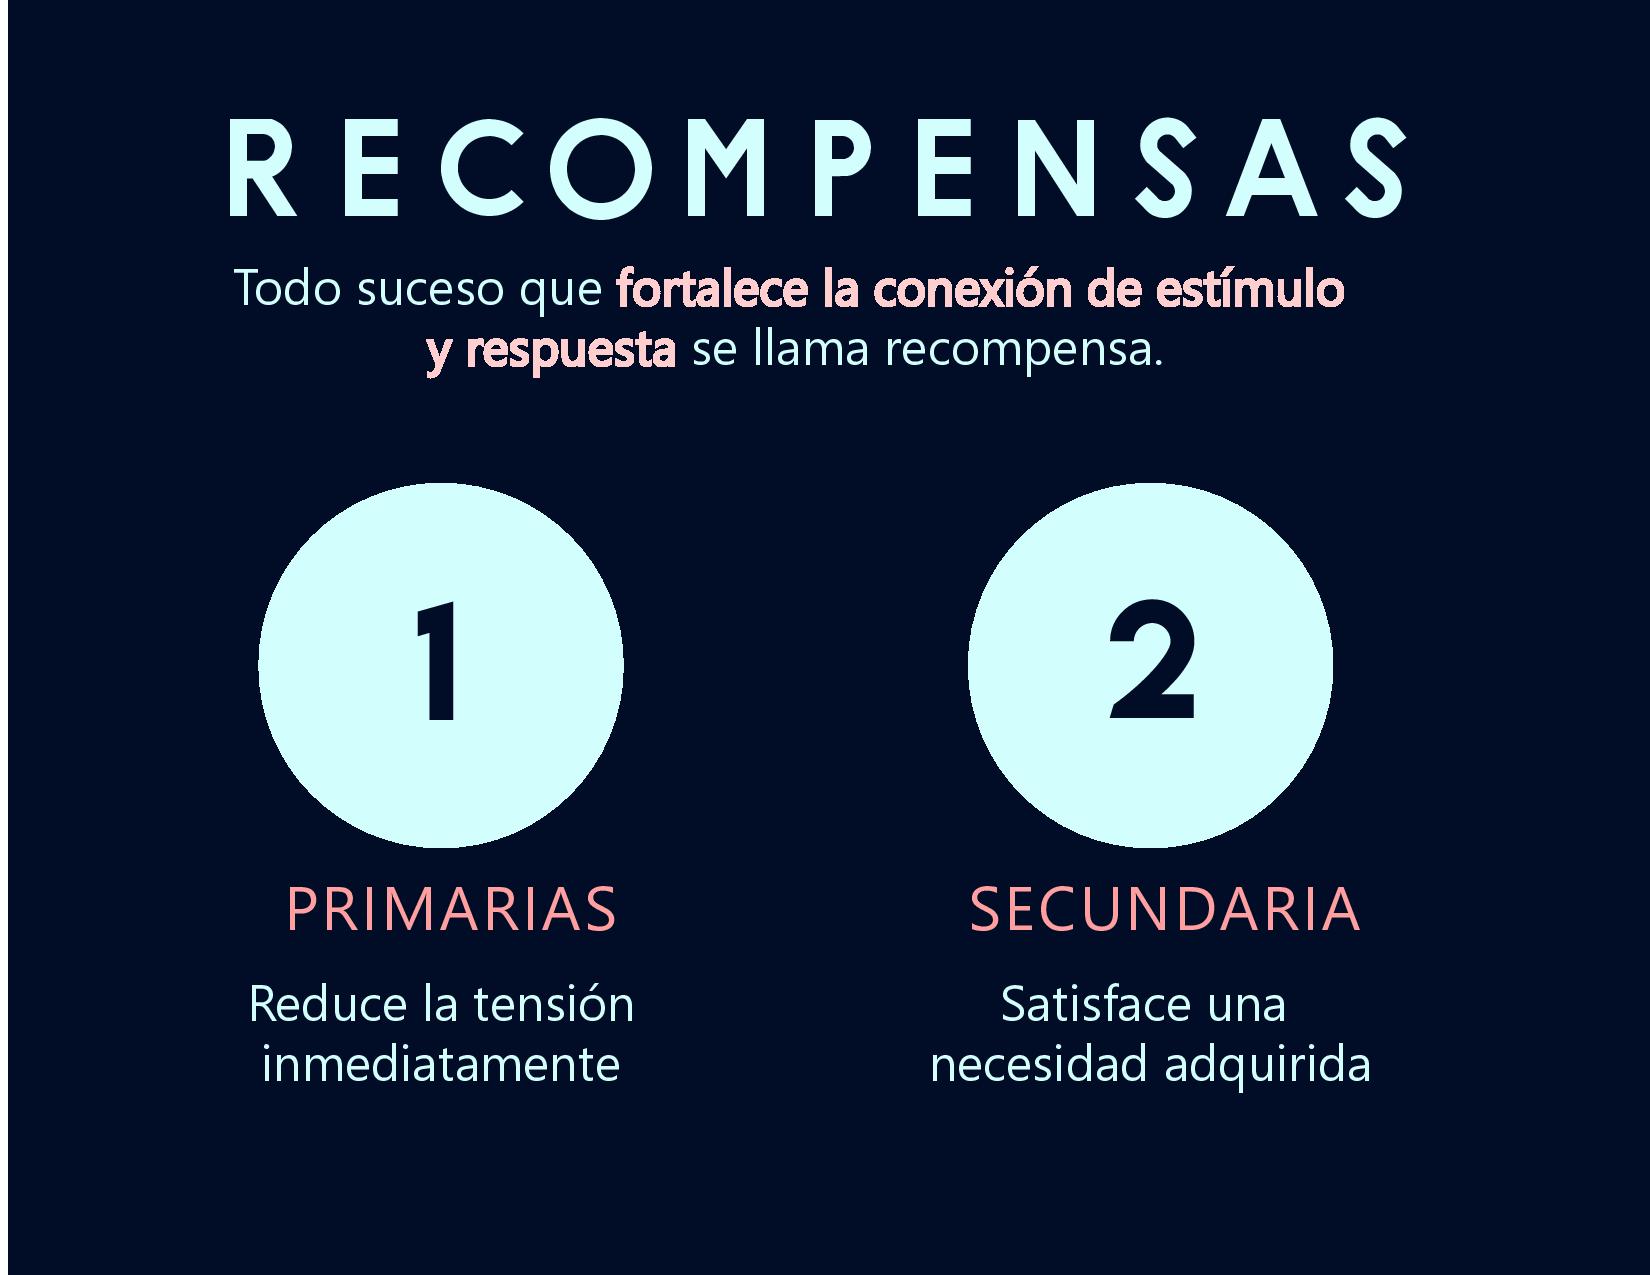 RECOMPENSAS
Todo suceso que fortalece la conexión de estímulo
y respuesta se llama recompensa.
1
PRIMARIAS
Reduce la tensión
inmediatamente
2
SECUNDARIA
Satisface una
necesidad adquirida